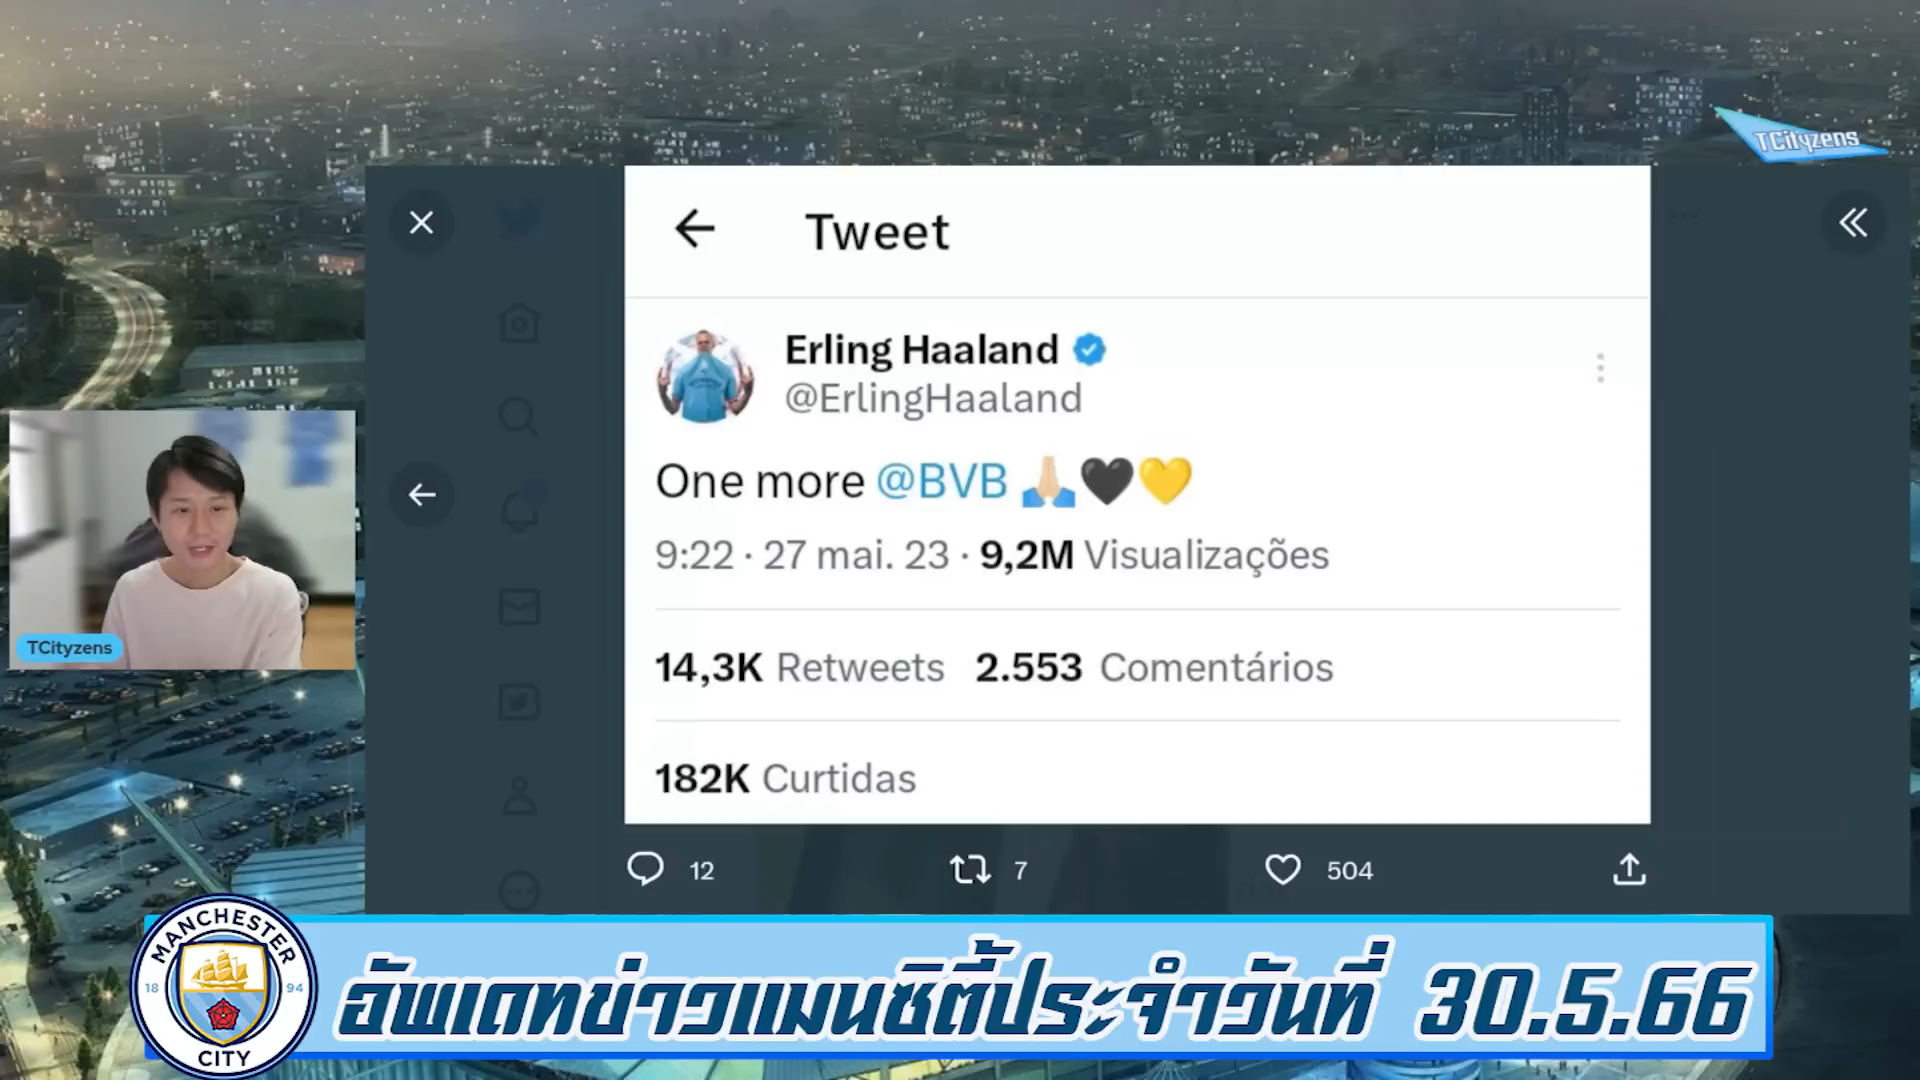 TCityzens
Tweet
Erling Haaland
@ErlingHaaland
One more @BVB 🙏🏻🖤💛
9:22 · 27 mai. 23 · 9,2M Visualizações
14,3K Retweets 2.553 Comentários
182K Curtidas
12 7 504
TCityzens
MANCHESTER
18 94
CITY
อัพเดทข่าวแมนซิตี้ประจำวันที่ 30.5.66